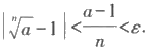 |ⁿ√a − 1| < (a−1)/n < ε.